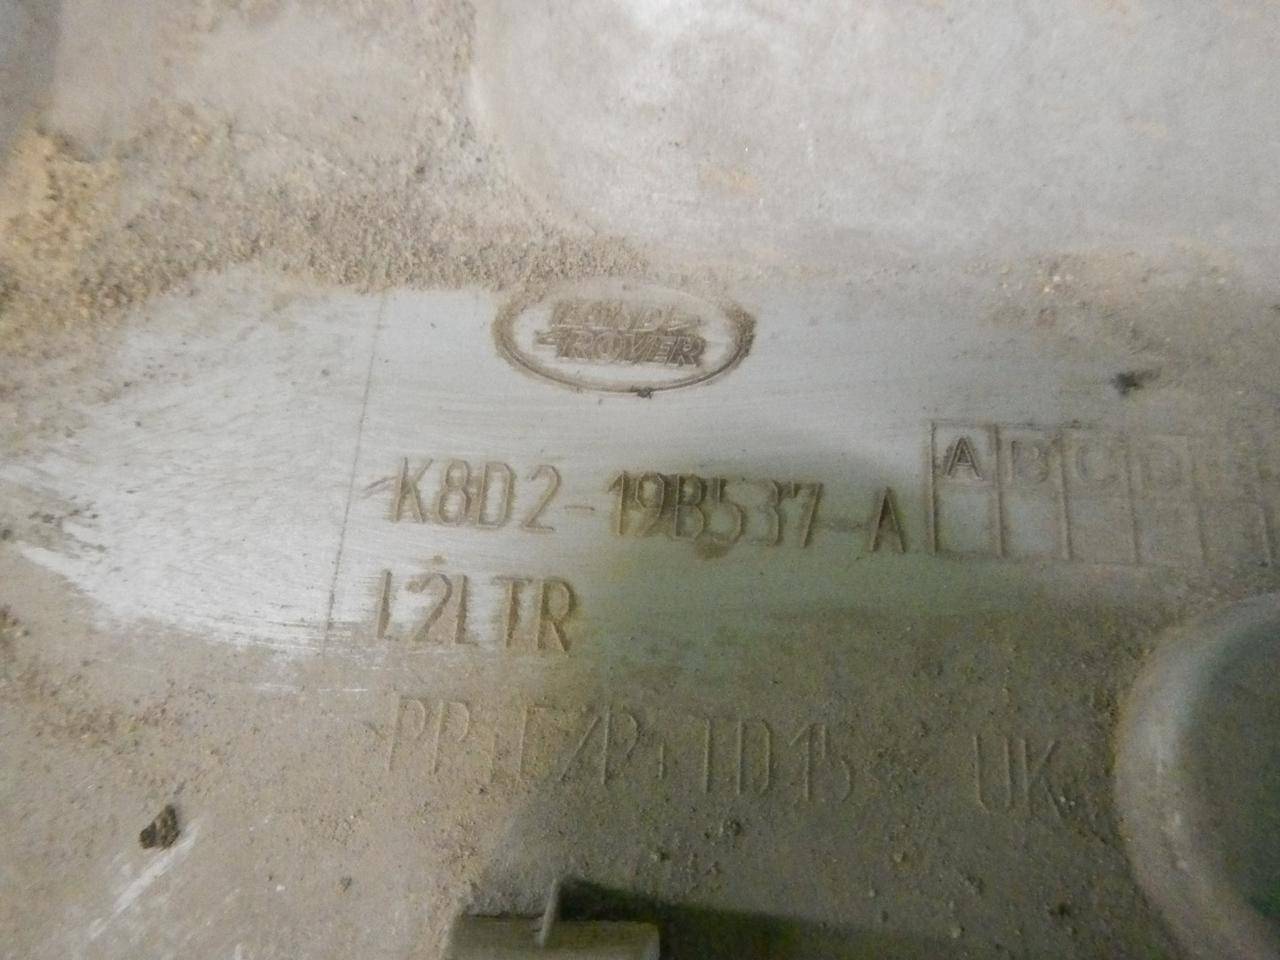 LAND-
-ROVER
K8D2-19B537-A A B C D
L2LTR
>PP+E/P+TD15< UK